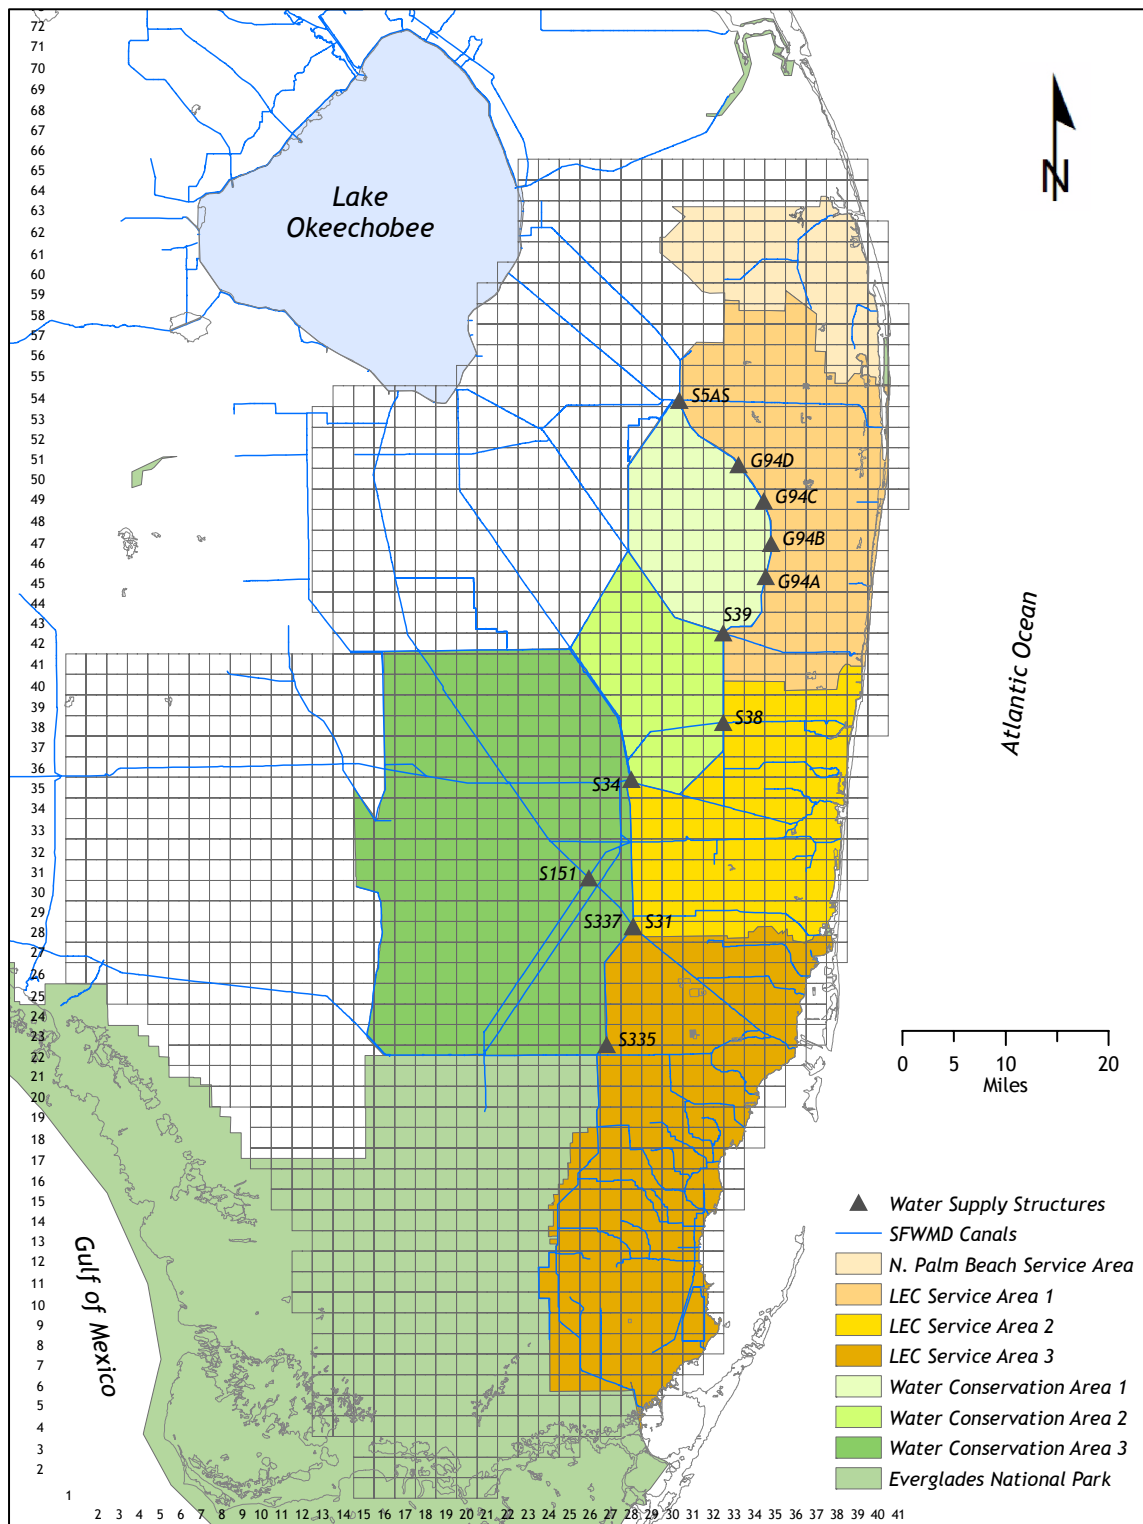 72
71
70
69
68
67
66
65
64
63
62
61
60
59
58
57
56
55
54
53
52
51
50
49
48
47
46
45
44
43
42
41
40
39
38
37
36
35
34
33
32
31
30
29
28
27
26
25
24
23
22
21
20
19
18
17
16
15
14
13
12
11
10
9
8
7
6
5
4
3
2
1
2 3 4 5 6 7 8 9 10 11 12 13 14 15 16 17 18 19 20 21 22 23 24 25 26 27 28 29 30 31 32 33 34 35 36 37 38 39 40 41
Lake
Okeechobee
N
S5AS
G94D
G94C
G94B
G94A
S39
S38
S34
S151
S337
S31
S335
Atlantic Ocean
Gulf of Mexico
0 5 10 20
Miles
Water Supply Structures
SFWMD Canals
N. Palm Beach Service Area
LEC Service Area 1
LEC Service Area 2
LEC Service Area 3
Water Conservation Area 1
Water Conservation Area 2
Water Conservation Area 3
Everglades National Park